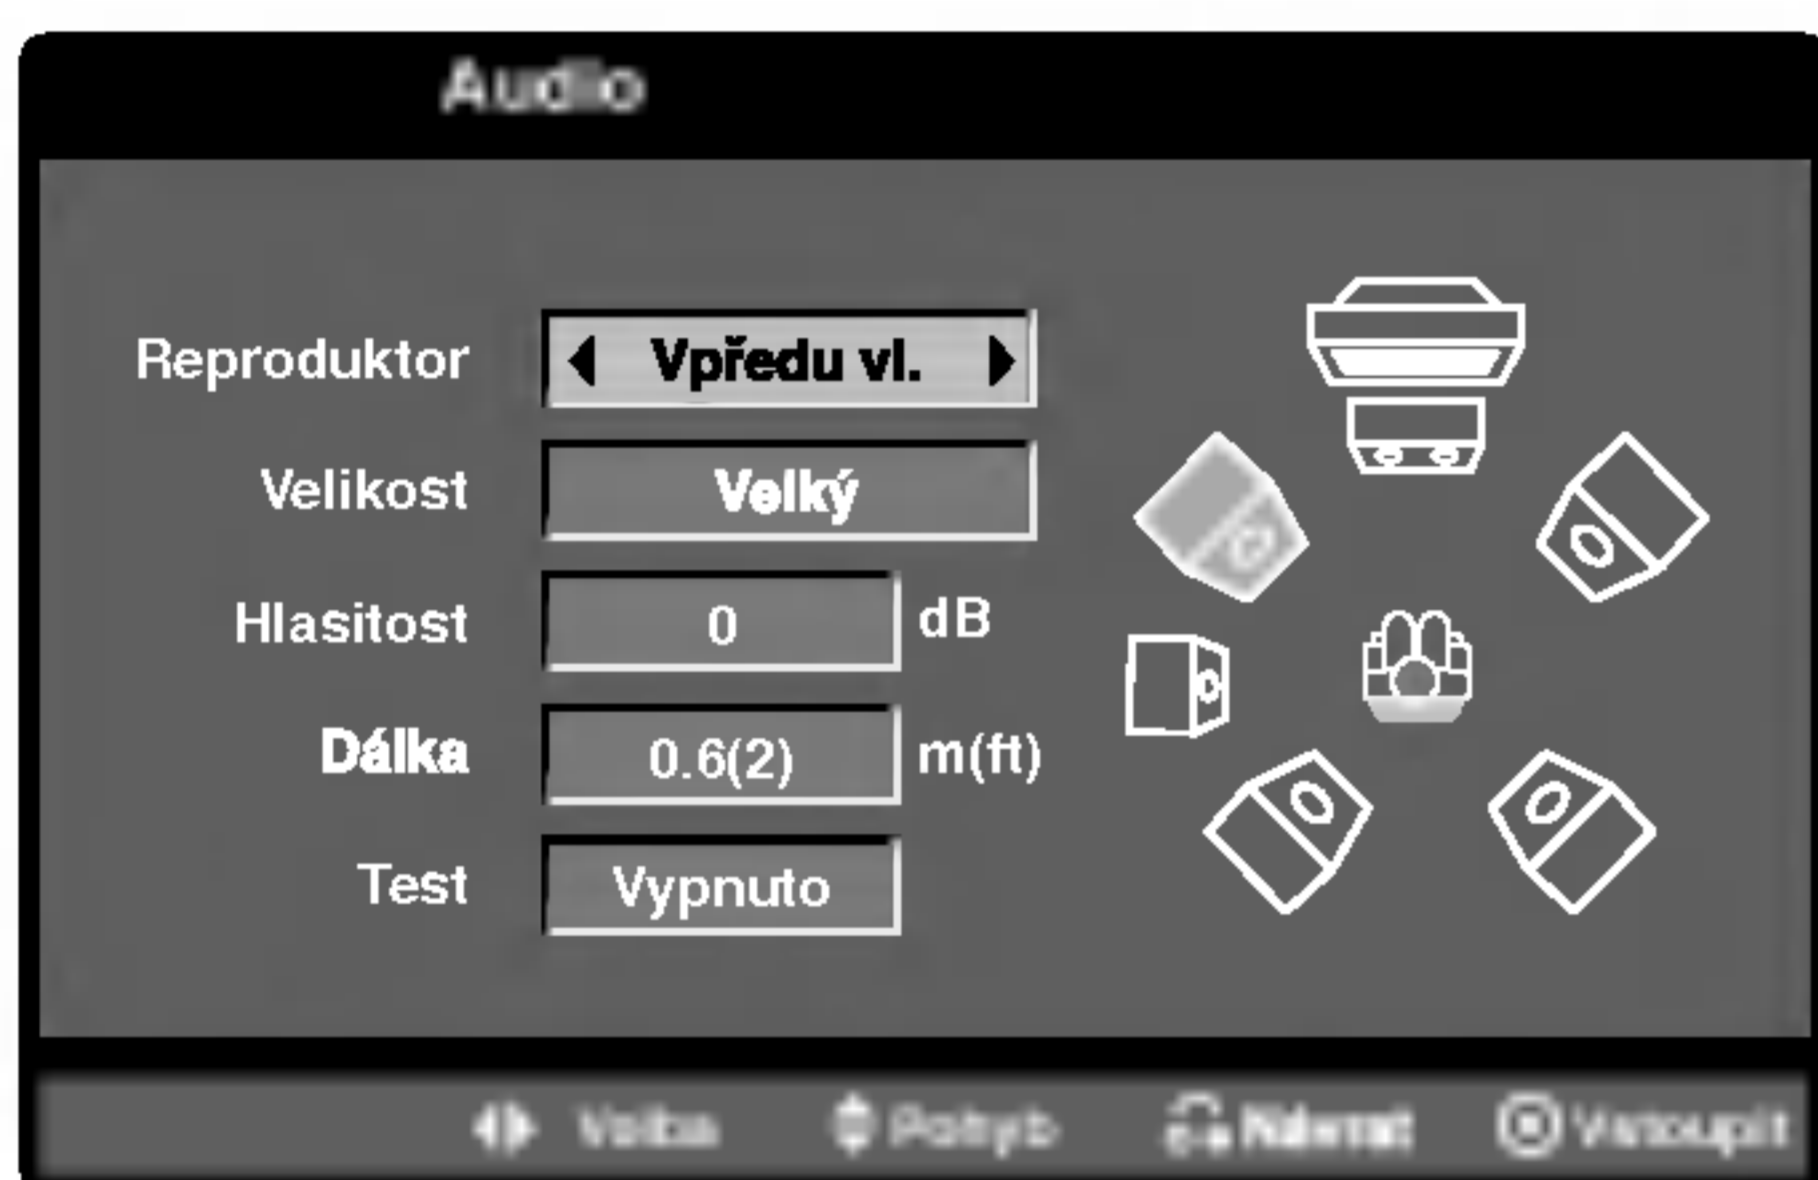 Audio
Reproduktor Vpředu vl.
Velikost Velký
Hlasitost 0 dB
Dálka 0.6(2) m(ft)
Test Vypnuto
Volba Pohyb Návrat Vstoupit